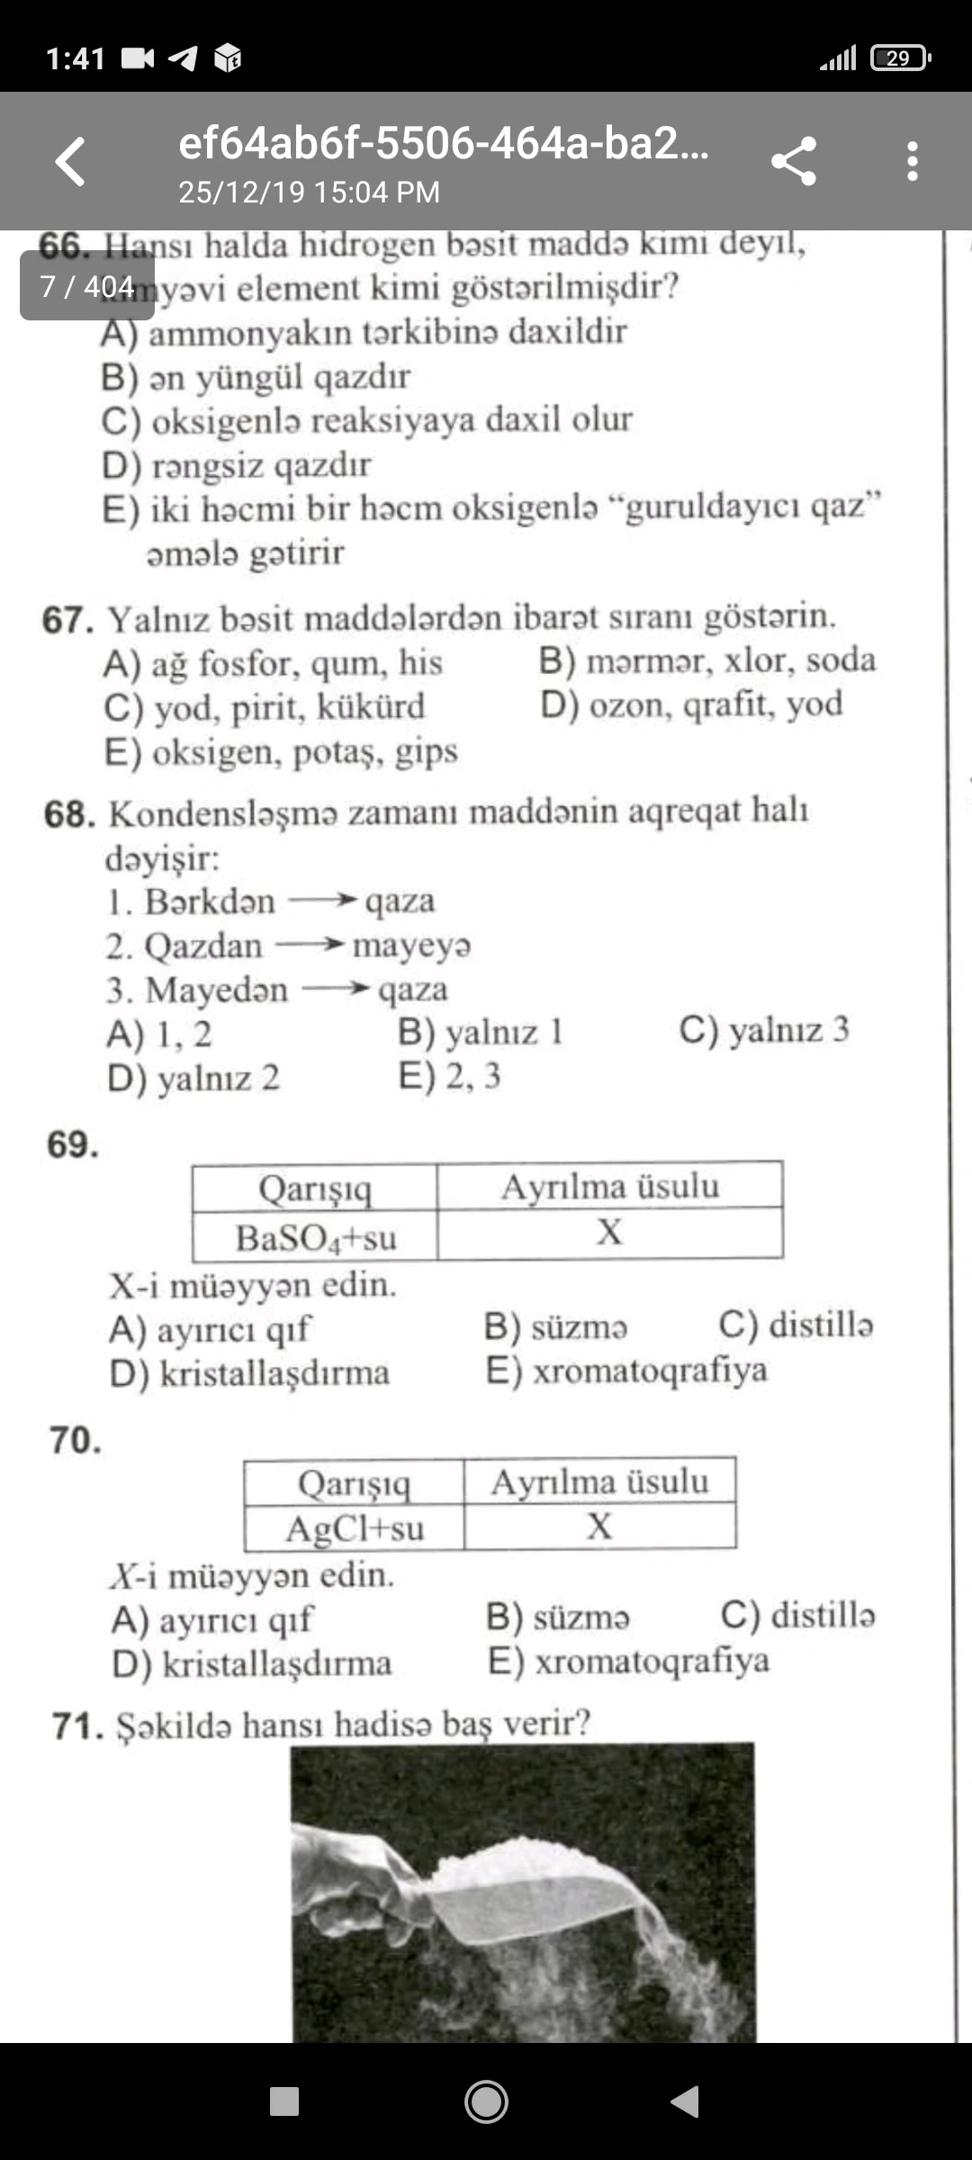 1:41
29
ef64ab6f-5506-464a-ba2...
25/12/19 15:04 PM
66. Hansı halda hidrogen bəsit maddə kimi deyil,
7 / 404
myəvi element kimi göstərilmişdir?
A) ammonyakın tərkibinə daxildir
B) ən yüngül qazdır
C) oksigenlə reaksiyaya daxil olur
D) rəngsiz qazdır
E) iki həcmi bir həcm oksigenlə “guruldayıcı qaz”
əmələ gətirir
67. Yalnız bəsit maddələrdən ibarət sıranı göstərin.
A) ağ fosfor, qum, his B) mərmər, xlor, soda
C) yod, pirit, kükürd D) ozon, qrafit, yod
E) oksigen, potaş, gips
68. Kondensləşmə zamanı maddənin aqreqat halı
dəyişir:
1. Bərkdən → qaza
2. Qazdan → mayeyə
3. Mayedən → qaza
A) 1, 2 B) yalnız 1 C) yalnız 3
D) yalnız 2 E) 2, 3
69.
Qarışıq Ayrılma üsulu
BaSO₄+su X
X-i müəyyən edin.
A) ayırıcı qıf B) süzmə C) distillə
D) kristallaşdırma E) xromatoqrafiya
70.
Qarışıq Ayrılma üsulu
AgCl+su X
X-i müəyyən edin.
A) ayırıcı qıf B) süzmə C) distillə
D) kristallaşdırma E) xromatoqrafiya
71. Şəkildə hansı hadisə baş verir?